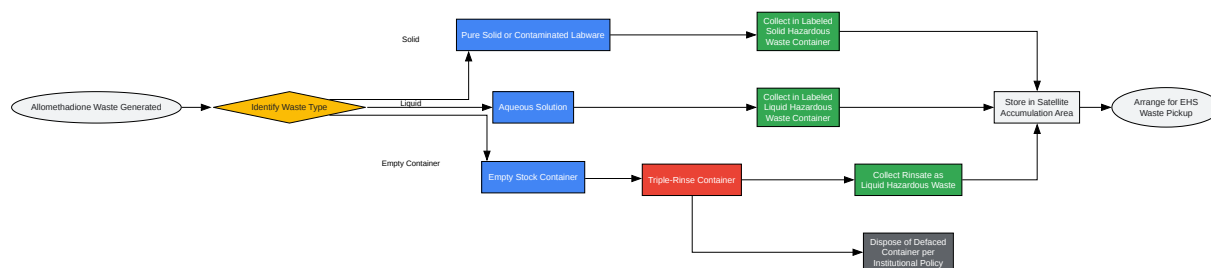 Allomethadione Waste Generated
Identify Waste Type
Solid
Pure Solid or Contaminated Labware
Collect in Labeled
Solid Hazardous
Waste Container
Liquid
Aqueous Solution
Collect in Labeled
Liquid Hazardous
Waste Container
Store in Satellite
Accumulation Area
Arrange for EHS
Waste Pickup
Empty Container
Empty Stock Container
Triple-Rinse Container
Collect Rinsate as
Liquid Hazardous Waste
Dispose of Defaced
Container per
Institutional Policy